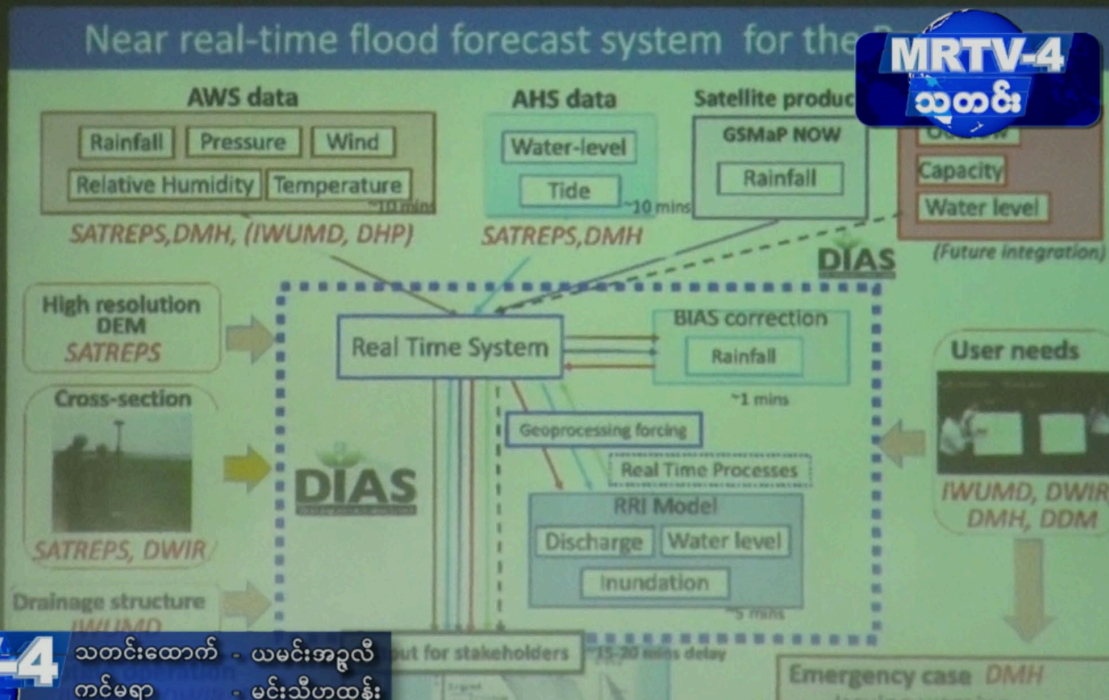 Near real-time flood forecast system for the
MRTV-4
သတင်း
AWS data
AHS data
Satellite
GSMaP NOW
Rainfall
Pressure
Wind
Relative Humidity
Temperature
~10 mins
SATREPS,DMH, (IWUMD, DHP)
Water-level
Tide
~10 mins
SATREPS,DMH
Rainfall
Capacity
Water level
(Future integration)
DIAS
High resolution
DEM
SATREPS
Real Time System
BIAS correction
Rainfall
~1 mins
User needs
Cross-section
SATREPS, DWIR
DIAS
Geoprocessing forcing
Real Time Processes
RRI Model
Discharge
Water level
Inundation
~5 mins
IWUMD, DWIR
DMH, DDM
Drainage structure
IWUMD
for stakeholders
~15-20 mins delay
Emergency case DMH
-4
သတင်းထောက် - ယမင်းအဥ္ဇလီ
ကင်မရာ - မင်းသီဟထန်း